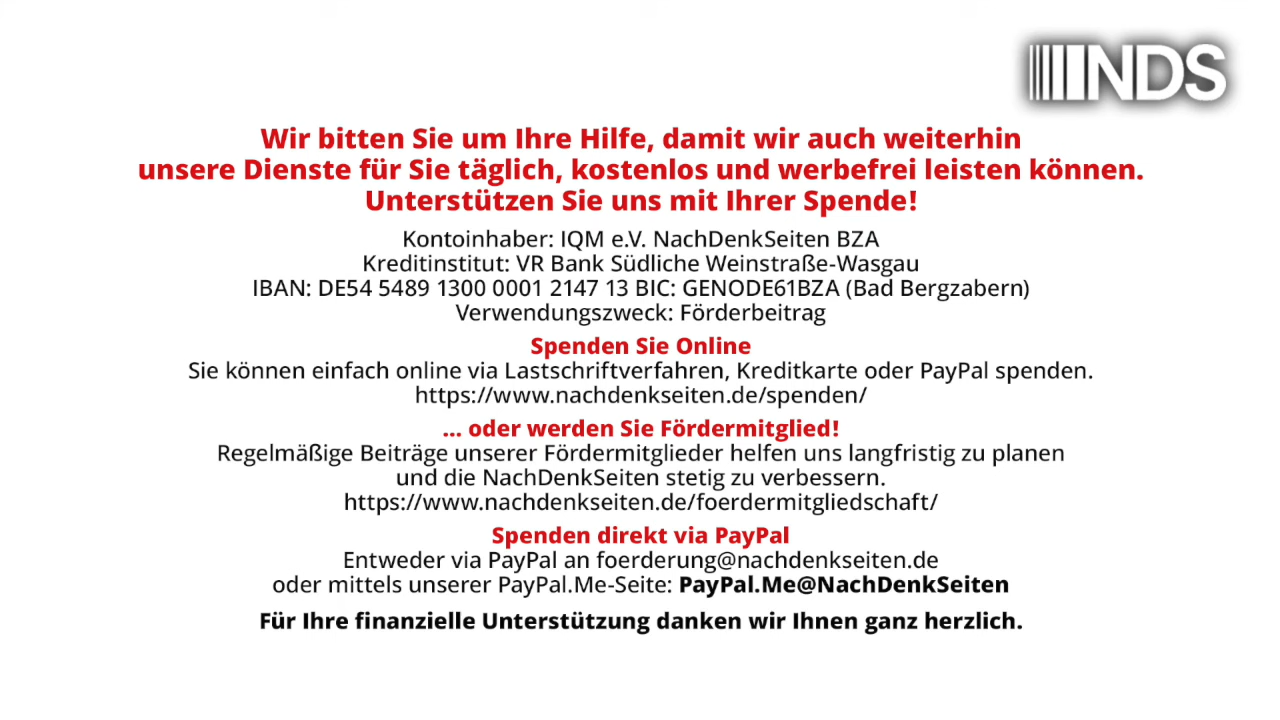 NDS
Wir bitten Sie um Ihre Hilfe, damit wir auch weiterhin
unsere Dienste für Sie täglich, kostenlos und werbefrei leisten können.
Unterstützen Sie uns mit Ihrer Spende!
Kontoinhaber: IQM e.V. NachDenkSeiten BZA
Kreditinstitut: VR Bank Südliche Weinstraße-Wasgau
IBAN: DE54 5489 1300 0001 2147 13 BIC: GENODE61BZA (Bad Bergzabern)
Verwendungszweck: Förderbeitrag
Spenden Sie Online
Sie können einfach online via Lastschriftverfahren, Kreditkarte oder PayPal spenden.
https://www.nachdenkseiten.de/spenden/
... oder werden Sie Fördermitglied!
Regelmäßige Beiträge unserer Fördermitglieder helfen uns langfristig zu planen
und die NachDenkSeiten stetig zu verbessern.
https://www.nachdenkseiten.de/foerdermitgliedschaft/
Spenden direkt via PayPal
Entweder via PayPal an foerderung@nachdenkseiten.de
oder mittels unserer PayPal.Me-Seite: PayPal.Me@NachDenkSeiten
Für Ihre finanzielle Unterstützung danken wir Ihnen ganz herzlich.